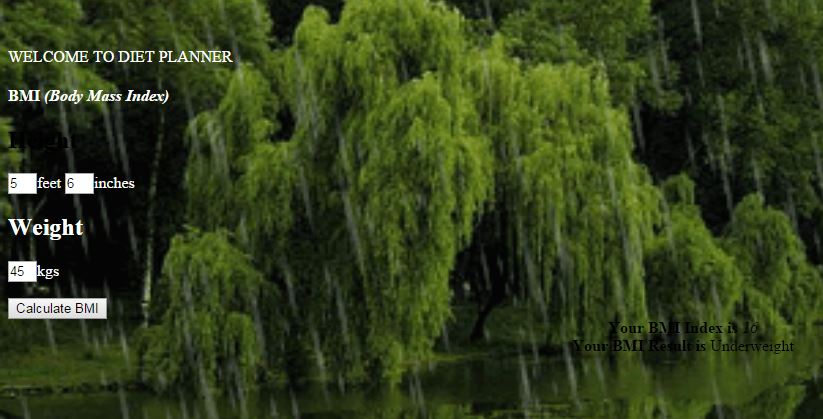 WELCOME TO DIET PLANNER
BMI (Body Mass Index)
Height
5 feet 6 inches
Weight
45 kgs
Calculate BMI
Your BMI Index is 16
Your BMI Result is Underweight